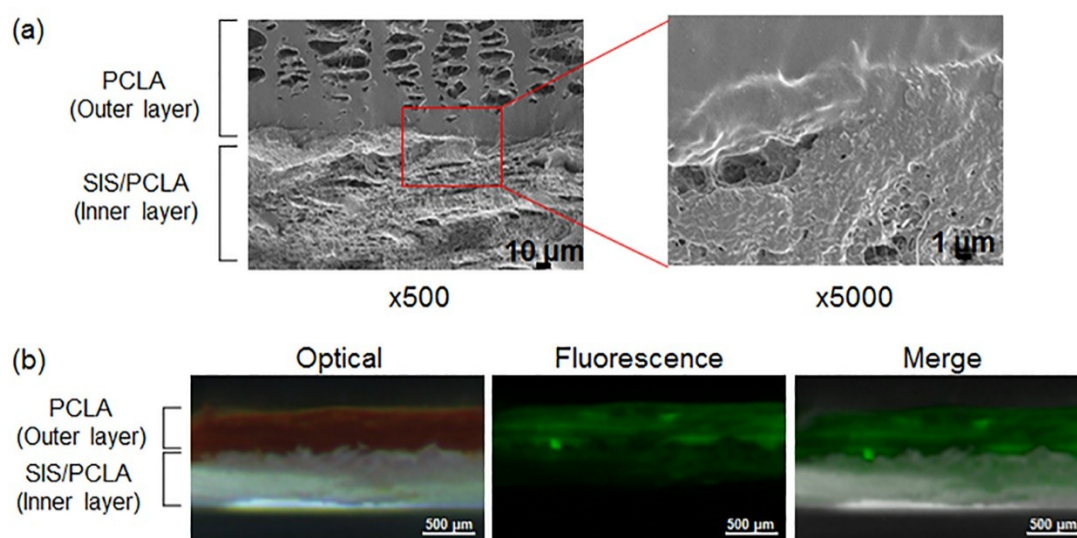 (a)
PCLA
(Outer layer)
SIS/PCLA
(Inner layer)
10 µm
1 µm
x500
x5000
(b)
Optical
Fluorescence
Merge
PCLA
(Outer layer)
SIS/PCLA
(Inner layer)
500 µm
500 µm
500 µm